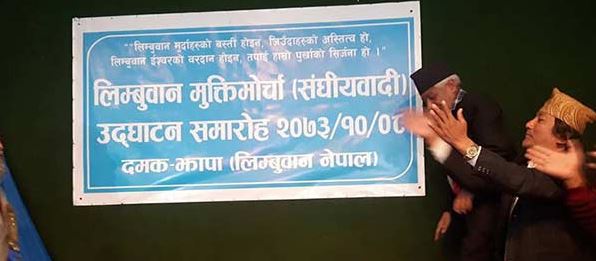 ""लिम्बुवान मुर्दाहरुको बस्ती होइन, जिउँदाहरुको अस्तित्व हो,
लिम्बुवान ईश्वरको वरदान होइन, तपाईं हाम्रो पुर्खाको सिर्जना हो ।"
लिम्बुवान मुक्तिमोर्चा (संघीयवादी)
उद्घाटन समारोह २०७३/१०/०८
दमक-झापा (लिम्बुवान नेपाल)